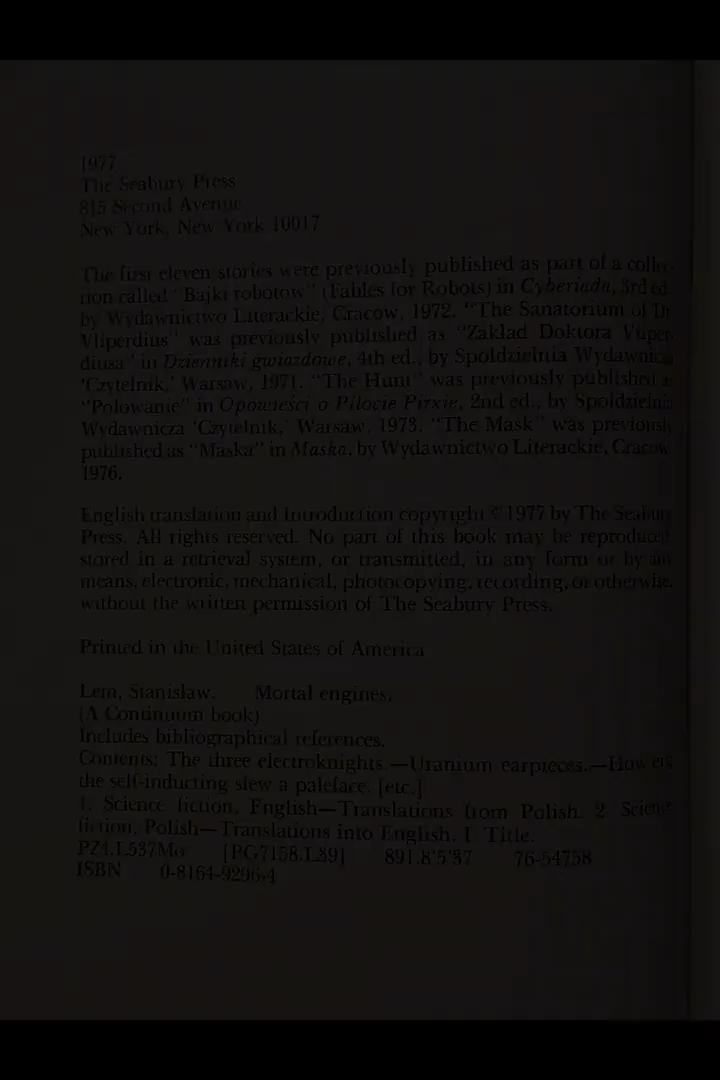 1977
The Seabury Press
815 Second Avenue
New York, New York 10017
The first eleven stories were previously published as part of a collec-
tion called "Bajki robotow" (Fables for Robots) in Cyberiada, 3rd ed.
by Wydawnictwo Literackie, Cracow, 1972. "The Sanatorium of Dr
Vliperdius" was previously published as "Zaklad Doktora Vliper-
diusa" in Dzienniki gwiazdowe, 4th ed., by Spoldzielnia Wydawnicza
'Czytelnik,' Warsaw, 1971. "The Hunt" was previously published as
"Polowanie" in Opowieści o Pilocie Pirxie, 2nd ed., by Spoldzielnia
Wydawnicza 'Czytelnik,' Warsaw, 1973. "The Mask" was previously
published as "Maska" in Maska, by Wydawnictwo Literackie, Cracow
1976.
English translation and Introduction copyright © 1977 by The Seabury
Press. All rights reserved. No part of this book may be reproduced,
stored in a retrieval system, or transmitted, in any form or by any
means, electronic, mechanical, photocopying, recording, or otherwise,
without the written permission of The Seabury Press.
Printed in the United States of America
Lem, Stanislaw. Mortal engines.
(A Continuum book)
Includes bibliographical references.
Contents: The three electroknights.—Uranium earpieces.—How
the self-inducting slew a paleface. [etc.]
1. Science fiction, English—Translations from Polish. 2. Science
fiction, Polish—Translations into English. I. Title.
PZ4.L537Mo [PG7158.L39] 891.8'5'37 76-54758
ISBN 0-8164-9296-4